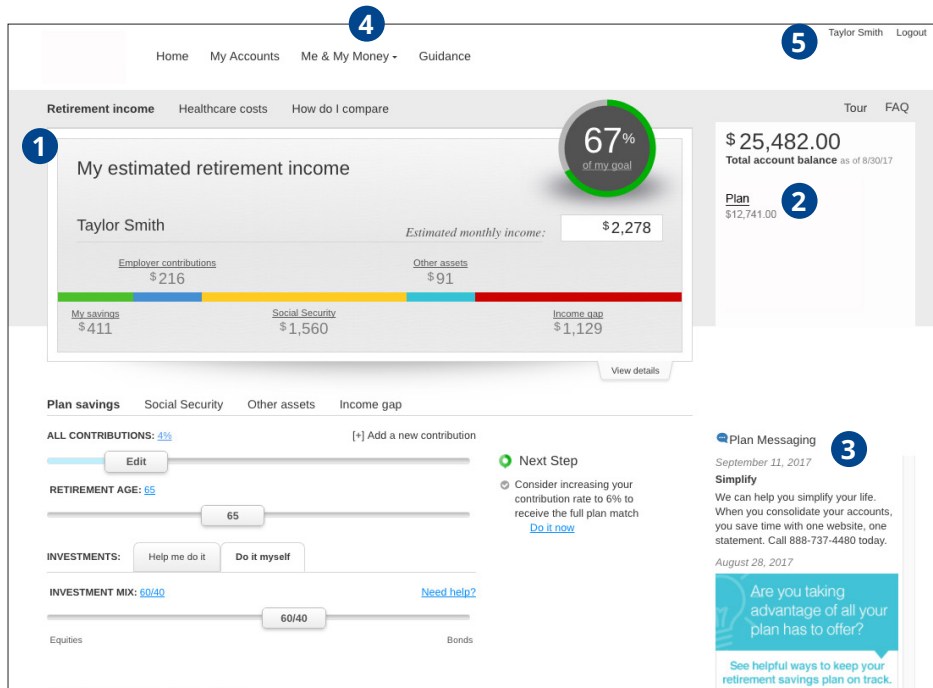 4
5
Taylor Smith Logout
Home My Accounts Me & My Money Guidance
Retirement income Healthcare costs How do I compare
Tour FAQ
1
67%
of my goal
My estimated retirement income
Taylor Smith
Estimated monthly income: $2,278
Employer contributions
$216
Other assets
$91
My savings
$411
Social Security
$1,560
Income gap
$1,129
View details
$25,482.00
Total account balance as of 8/30/17
Plan
$12,741.00
2
Plan savings Social Security Other assets Income gap
ALL CONTRIBUTIONS: 4% [+] Add a new contribution
Edit
RETIREMENT AGE: 65
65
INVESTMENTS: Help me do it Do it myself
INVESTMENT MIX: 60/40 Need help?
60/40
Equities Bonds
Next Step
Consider increasing your
contribution rate to 6% to
receive the full plan match
Do it now
Plan Messaging
3
September 11, 2017
Simplify
We can help you simplify your life.
When you consolidate your accounts,
you save time with one website, one
statement. Call 888-737-4480 today.
August 28, 2017
Are you taking
advantage of all your
plan has to offer?
See helpful ways to keep your
retirement savings plan on track.